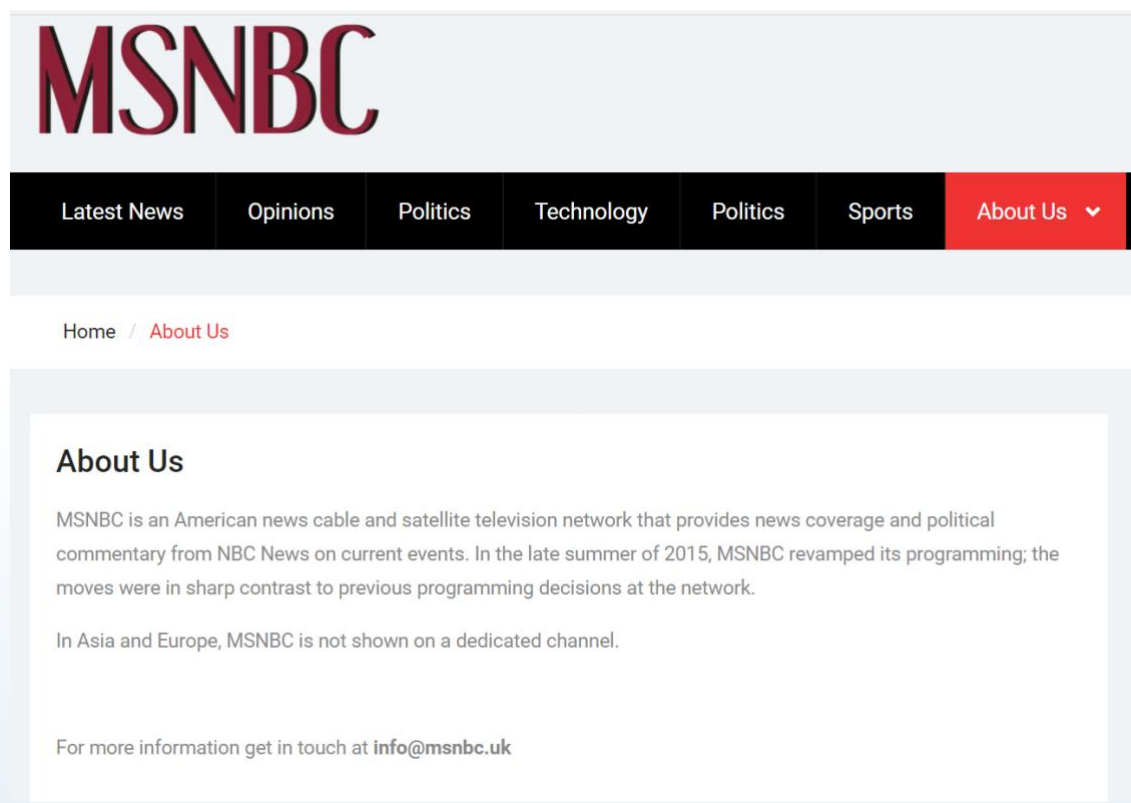 MSNBC
Latest News Opinions Politics Technology Politics Sports About Us
Home / About Us
About Us
MSNBC is an American news cable and satellite television network that provides news coverage and political
commentary from NBC News on current events. In the late summer of 2015, MSNBC revamped its programming; the
moves were in sharp contrast to previous programming decisions at the network.
In Asia and Europe, MSNBC is not shown on a dedicated channel.
For more information get in touch at info@msnbc.uk